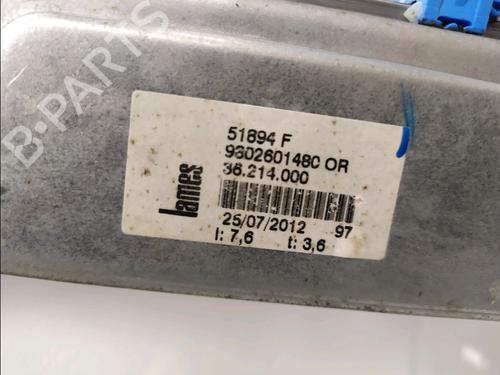 B-PARTS
51894 F
9802601480 OR
36.214.000
lames
25/07/2012 97
I: 7,6 t: 3,6